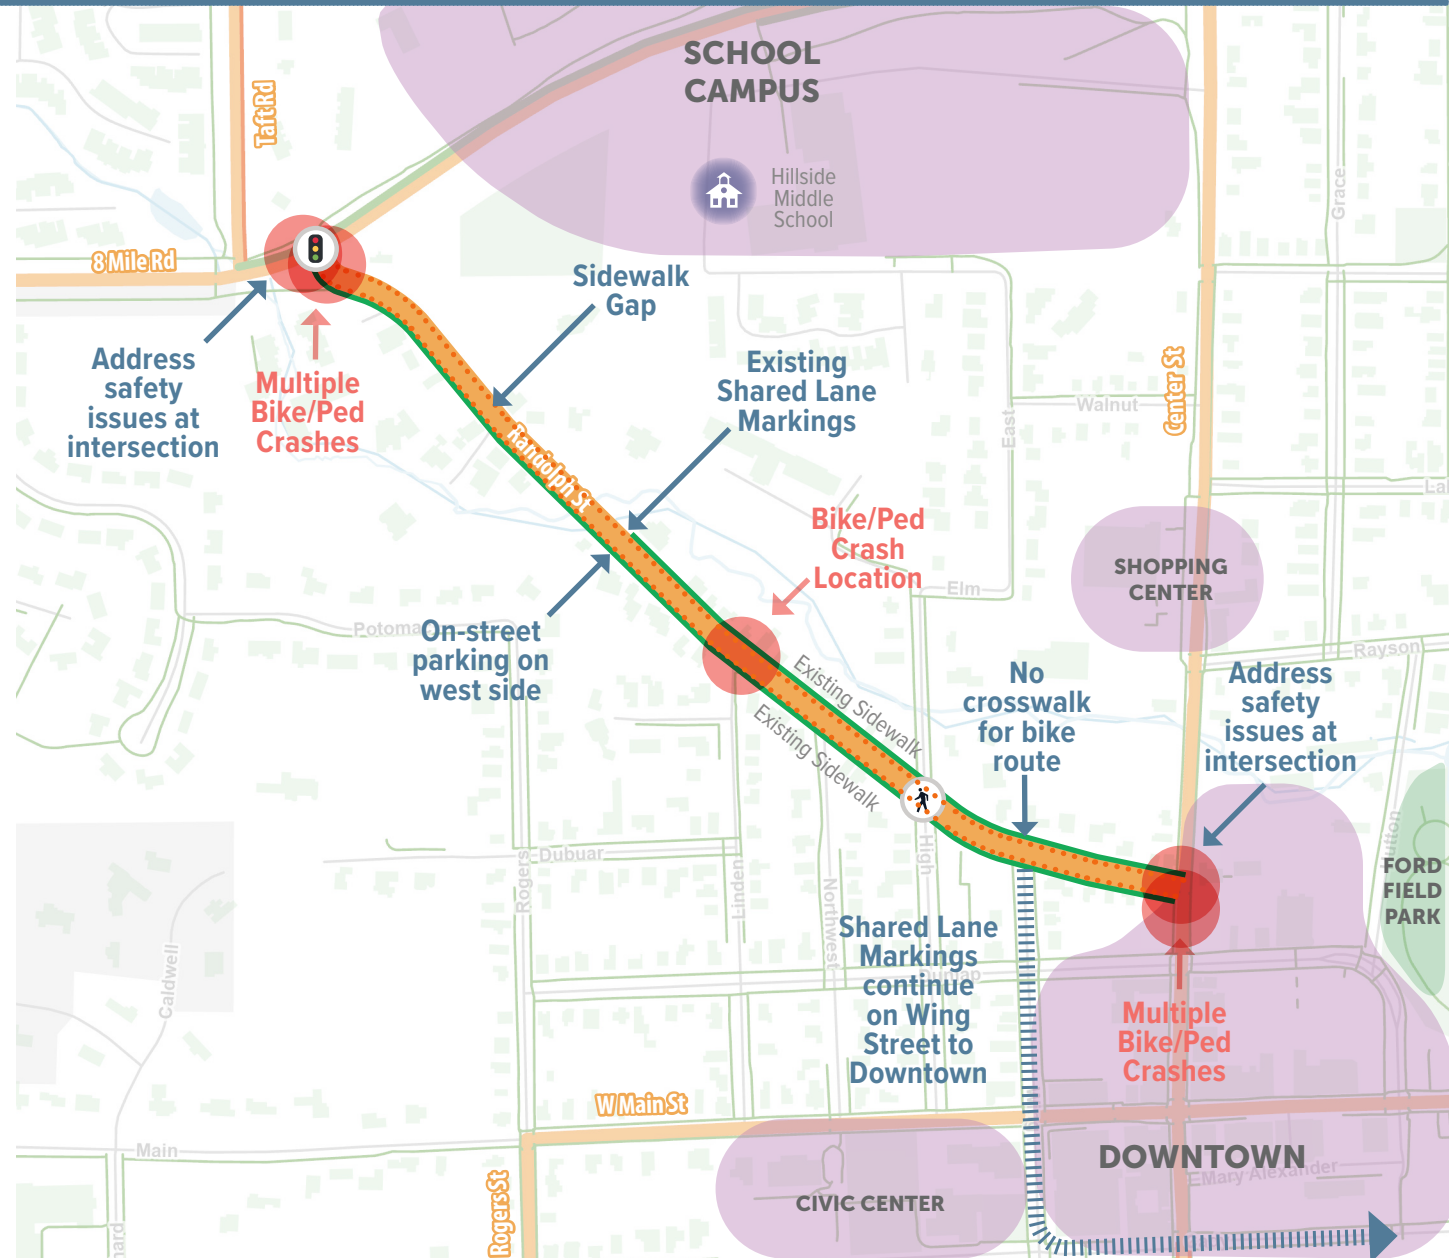 SCHOOL
CAMPUS
Taft Rd
Hillside
Middle
School
Grace
8 Mile Rd
Sidewalk
Gap
Address
safety
issues at
intersection
Multiple
Bike/Ped
Crashes
Existing
Shared Lane
Markings
Center St
Walnut
East
Randolph St
Bike/Ped
Crash
Location
SHOPPING
CENTER
Elm
Potoma
On-street
parking on
west side
Rayson
Existing Sidewalk
Existing Sidewalk
No
crosswalk
for bike
route
Address
safety
issues at
intersection
Dubuar
Rogers
Linden
Northwest
High
FORD
FIELD
PARK
Caldwell
Shared Lane
Markings
continue
on Wing
Street to
Downtown
Dunlap
Multiple
Bike/Ped
Crashes
W Main St
Main
DOWNTOWN
EMary Alexander
CIVIC CENTER
Rogers St